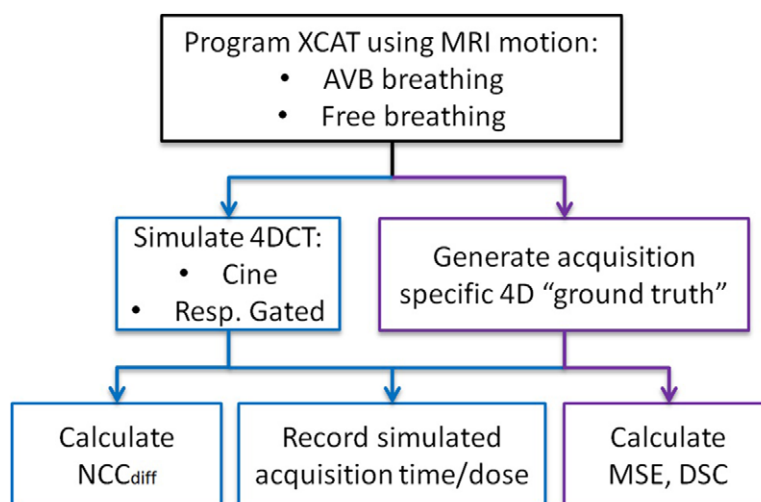 Program XCAT using MRI motion:
• AVB breathing
• Free breathing
Simulate 4DCT:
• Cine
• Resp. Gated
Generate acquisition
specific 4D “ground truth”
Calculate
NCCdiff
Record simulated
acquisition time/dose
Calculate
MSE, DSC